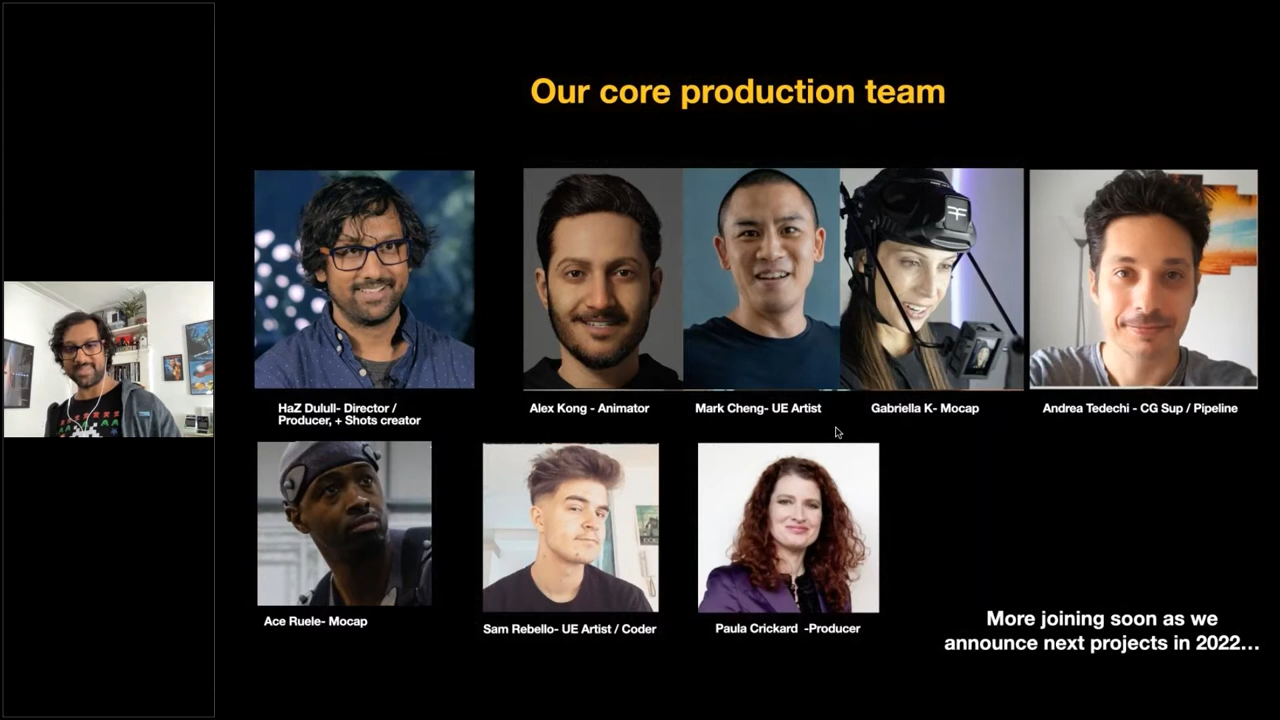 Our core production team
HaZ Dulull- Director /
Producer, + Shots creator
Alex Kong - Animator
Mark Cheng- UE Artist
Gabriella K- Mocap
Andrea Tedechi - CG Sup / Pipeline
Ace Ruele- Mocap
Sam Rebello- UE Artist / Coder
Paula Crickard -Producer
More joining soon as we
announce next projects in 2022...